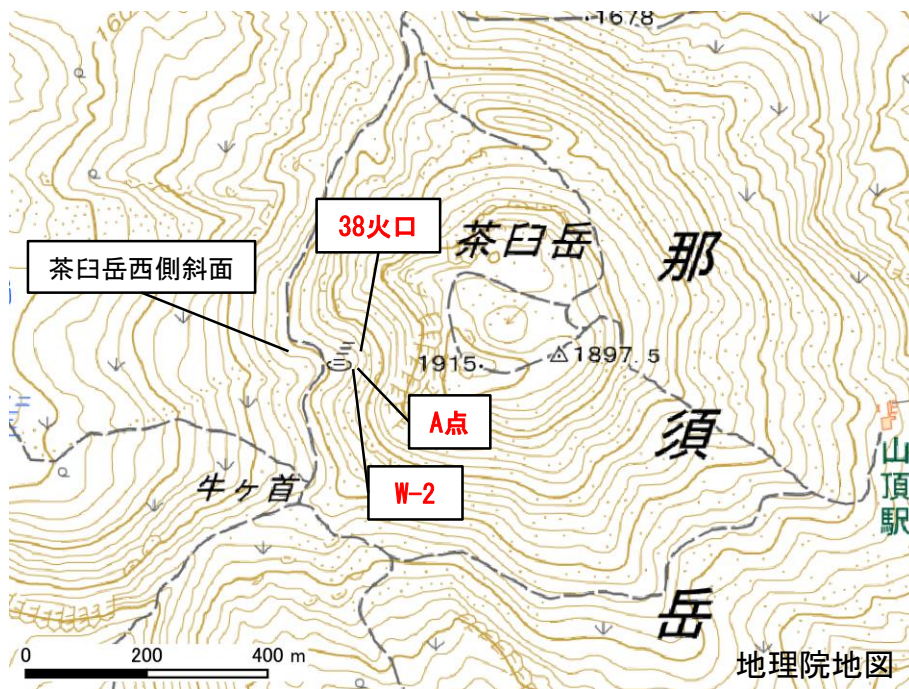 1678
160
38火口
茶臼岳
那
茶臼岳西側斜面
1915
1897.5
A点
須
山頂駅
牛ヶ首
W-2
岳
0 200 400 m
地理院地図